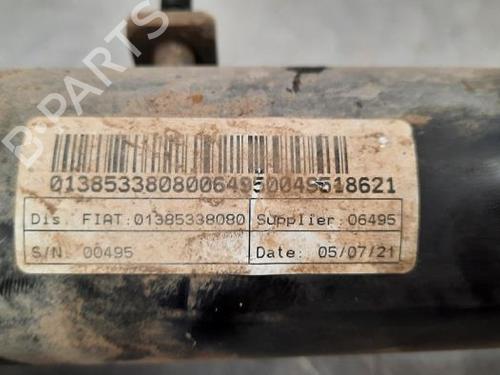 B-PARTS
01385338080064950049518621
Dis. FIAT:01385338080 Supplier:06495
S/N: 00495 Date: 05/07/21